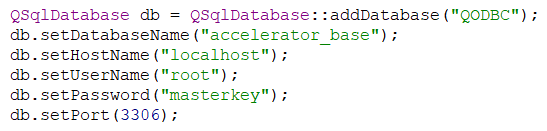 QSqlDatabase db = QSqlDatabase::addDatabase("QODBC");
db.setDatabaseName("accelerator_base");
db.setHostName("localhost");
db.setUserName("root");
db.setPassword("masterkey");
db.setPort(3306);